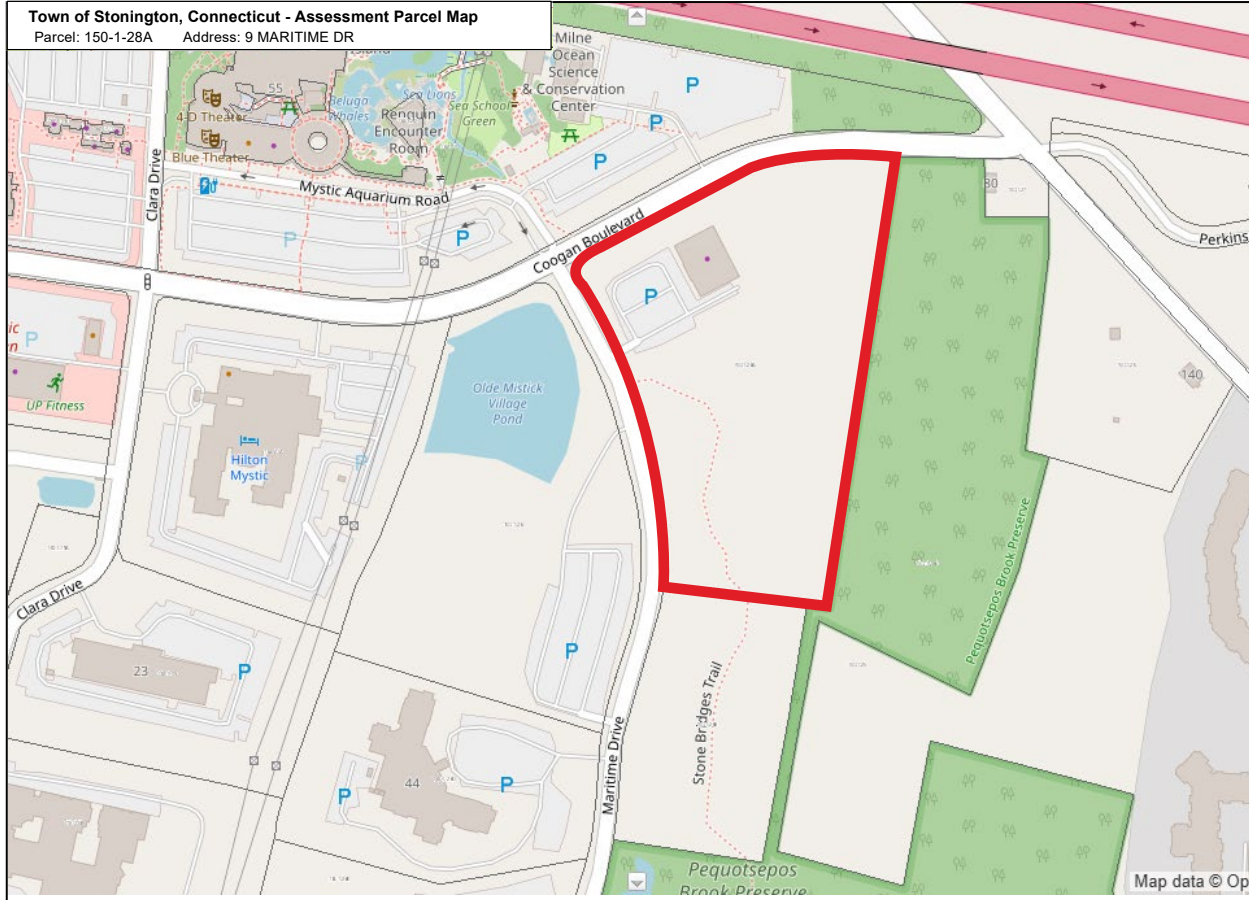 Town of Stonington, Connecticut - Assessment Parcel Map
Parcel: 150-1-28A Address: 9 MARITIME DR
Island
Milne
Ocean
Science
& Conservation
Center
55
4-D Theater
Blue Theater
Beluga
Whales
Sea Lions
Penguin
Encounter
Room
Sea School
Green
P
P
P
P
P
Clara Drive
Mystic Aquarium Road
Coogan Boulevard
80
Perkins
P
P
UP Fitness
Hilton
Mystic
P
Olde Mistick
Village
Pond
140
Clara Drive
23
P
P
Pequotsepos Brook Preserve
Stone Bridges Trail
Maritime Drive
44
P
P
Pequotsepos
Brook Preserve
Map data © Op